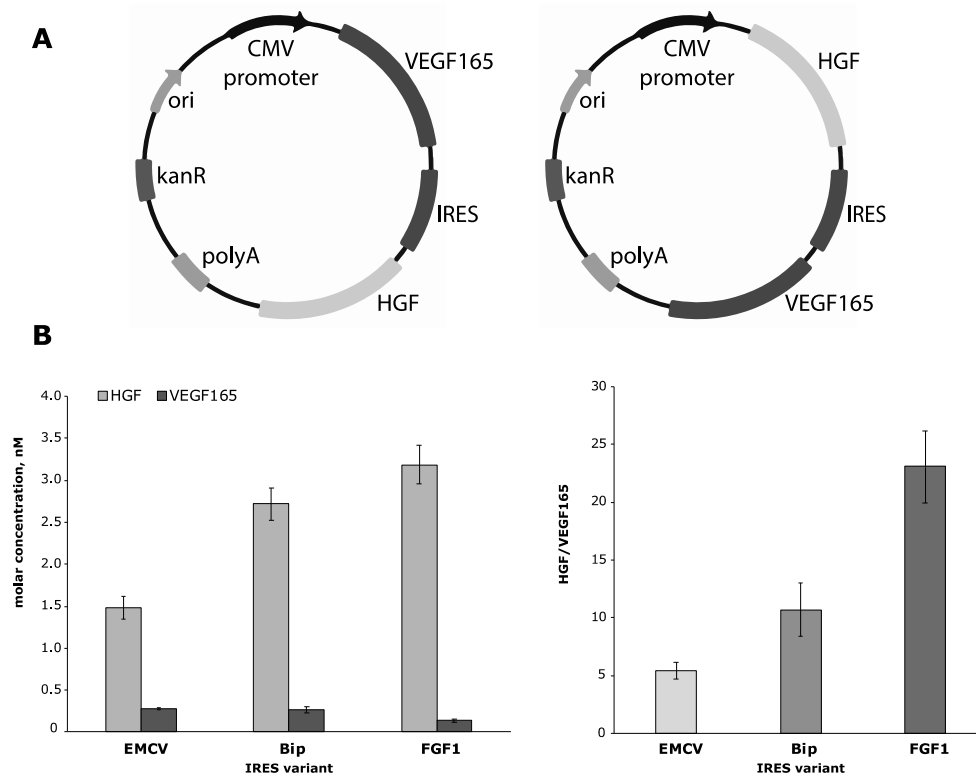 A
CMV
promoter
VEGF165
ori
kanR
IRES
polyA
HGF
CMV
promoter
HGF
ori
kanR
IRES
polyA
VEGF165
B
HGF VEGF165
molar concentration, nM
4.0
3.5
3.0
2.5
2.0
1.5
1.0
0.5
0
EMCV Bip FGF1
IRES variant
HGF/VEGF165
30
25
20
15
10
5
0
EMCV Bip FGF1
IRES variant